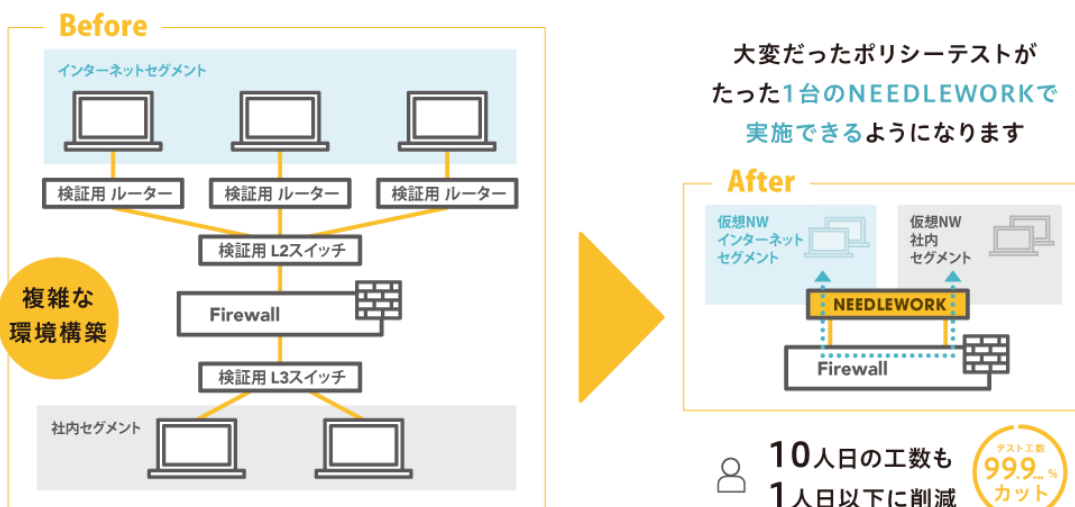 Before
インターネットセグメント
検証用 ルーター
検証用 ルーター
検証用 ルーター
検証用 L2スイッチ
複雑な
環境構築
Firewall
検証用 L3スイッチ
社内セグメント
大変だったポリシーテストが
たった1台のNEEDLEWORKで
実施できるようになります
After
仮想NW
インターネット
セグメント
仮想NW
社内
セグメント
NEEDLEWORK
Firewall
10人日の工数も
1人日以下に削減
テスト工数
99.9...%
カット